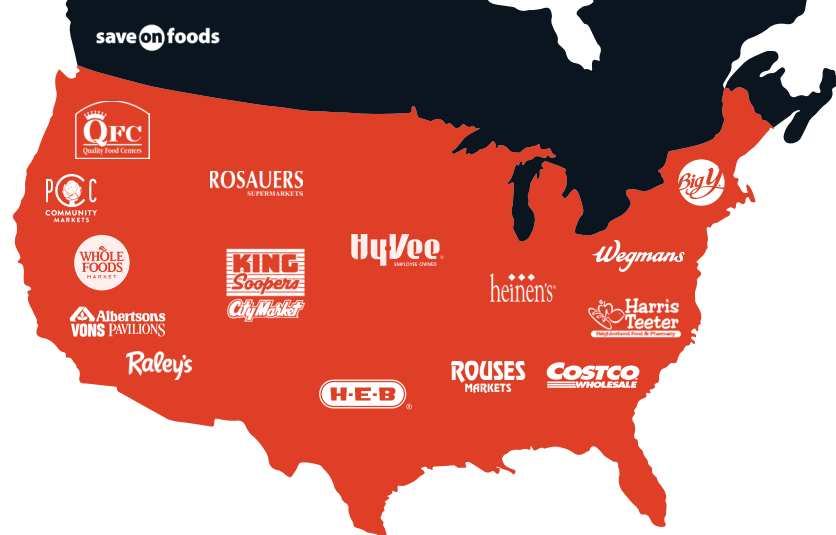 save on foods
QFC
Quality Food Centers
PCC
COMMUNITY
MARKETS
ROSAUERS
SUPERMARKETS
Big Y
WHOLE
FOODS
MARKET
KING
Soopers
City Market
HyVee
EMPLOYEE OWNED
Wegmans
heinen's
Albertsons
VONS PAVILIONS
Harris
Teeter
Neighborhood Food & Pharmacy
Raley's
H-E-B
ROUSES
MARKETS
COSTCO
WHOLESALE